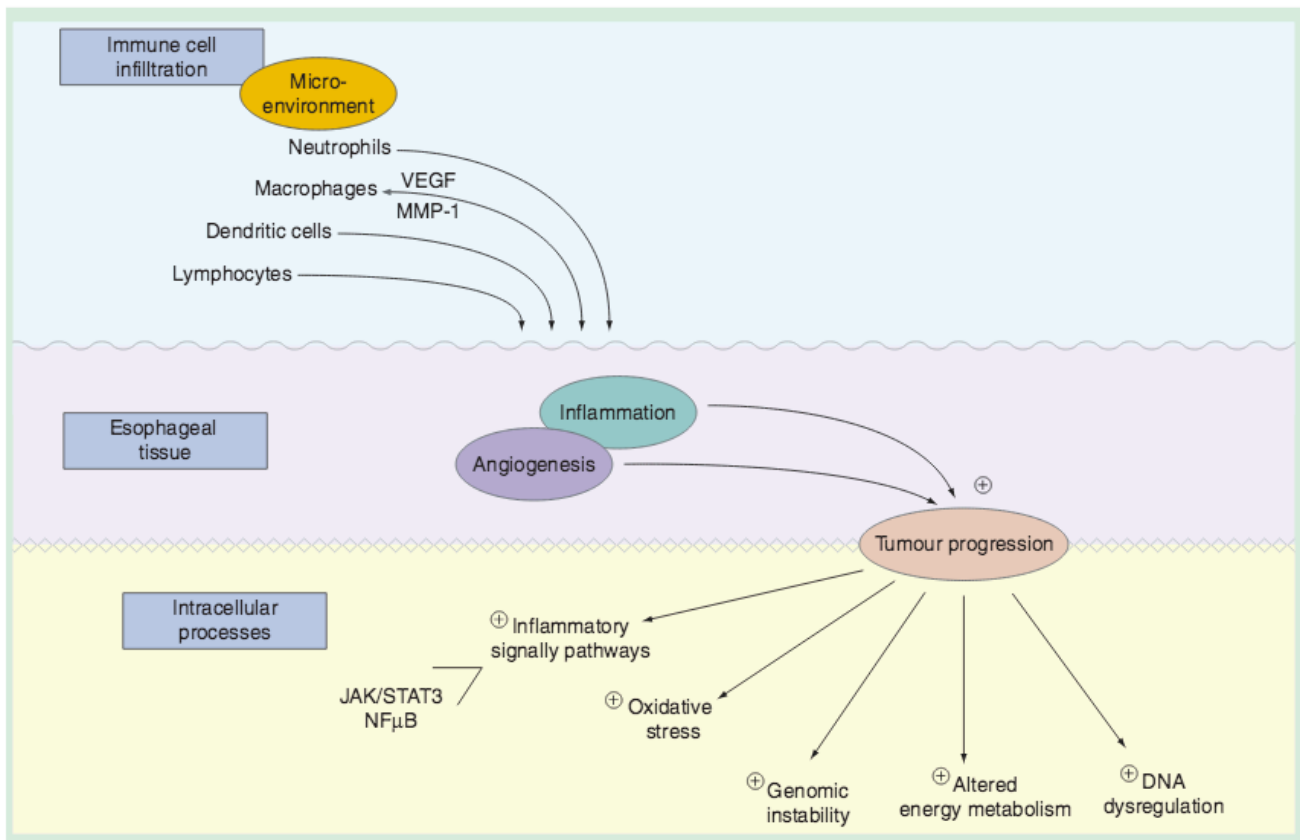 Immune cell
infilltration
Micro-
environment
Neutrophils
Macrophages
VEGF
MMP-1
Dendritic cells
Lymphocytes
Esophageal
tissue
Inflammation
Angiogenesis
+
Tumour progression
Intracellular
processes
+ Inflammatory
signally pathways
JAK/STAT3
NFμB
+ Oxidative
stress
+ Genomic
instability
+ Altered
energy metabolism
+ DNA
dysregulation